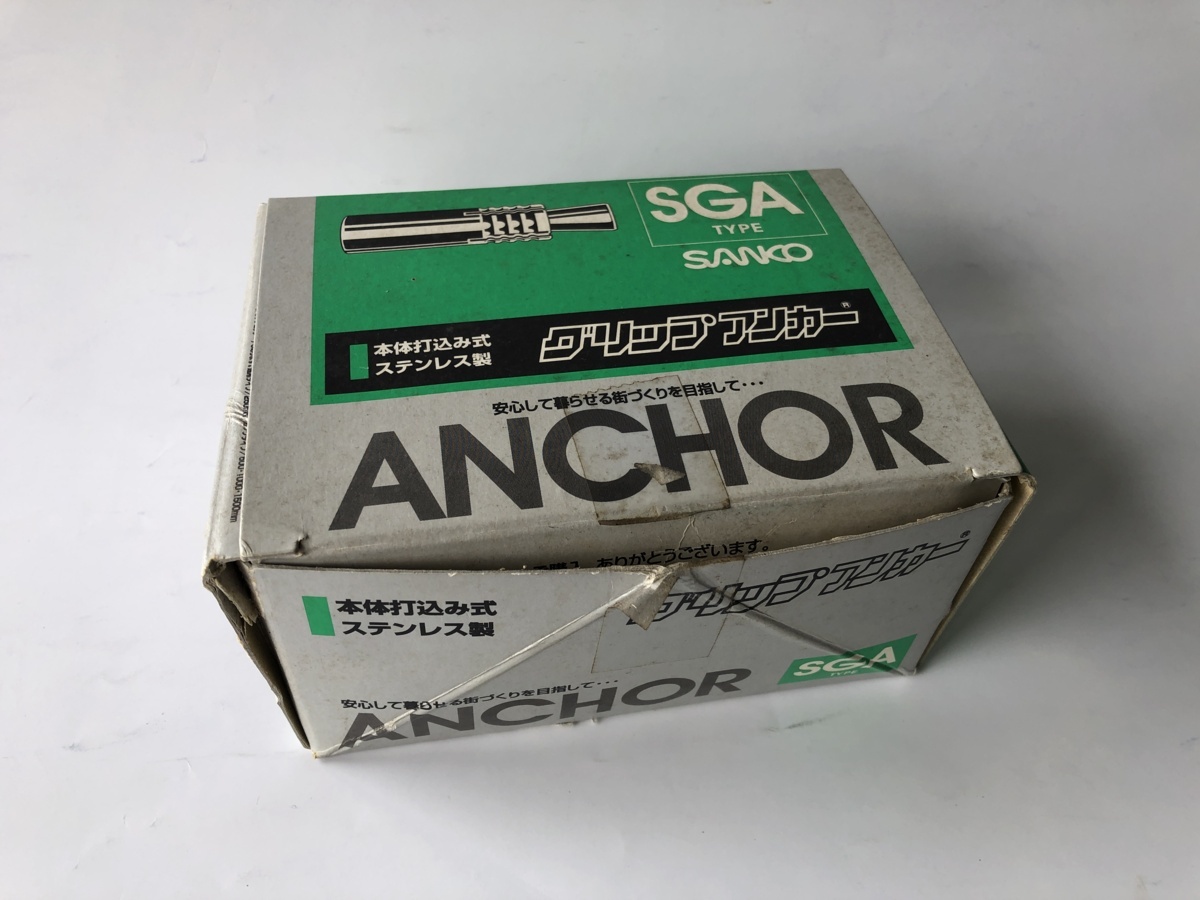 SGA
TYPE
SANKO
本体打込み式
ステンレス製
グリップアンカー®
安心して暮らせる街づくりを目指して・・・
ANCHOR
ありがとうございます。
本体打込み式
ステンレス製
グリップアンカー®
SGA
TYPE
安心して暮らせる街づくりを目指して・・・
ANCHOR